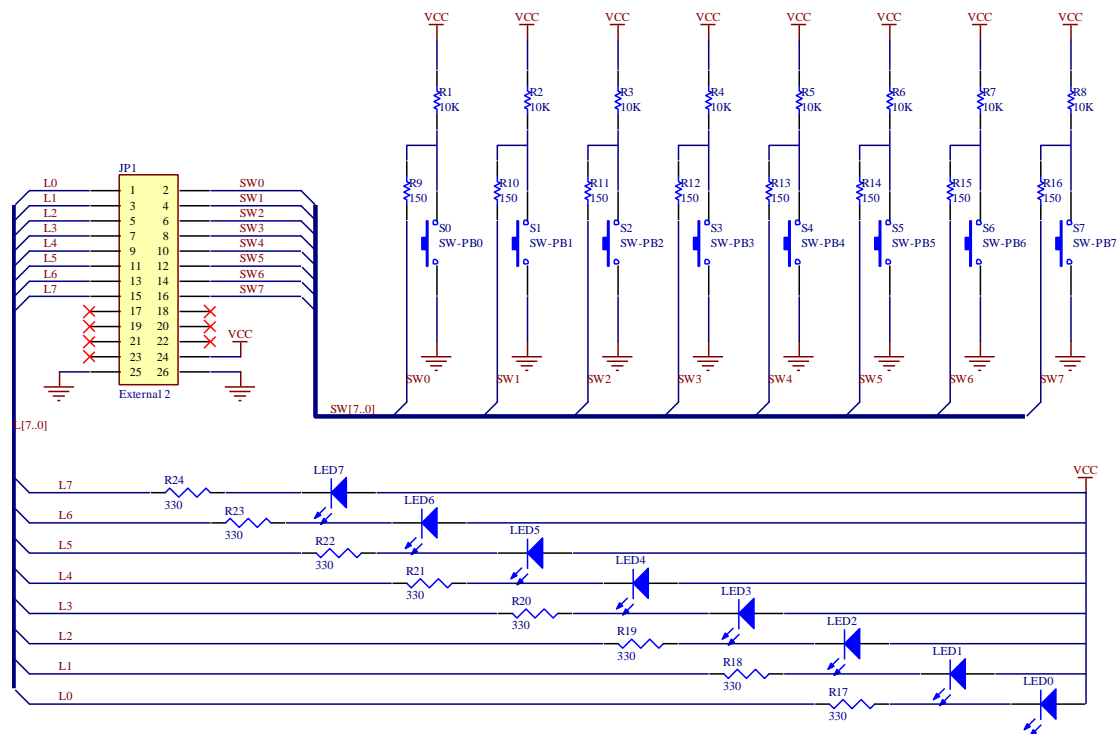 VCC VCC VCC VCC VCC VCC VCC VCC
R1 R2 R3 R4 R5 R6 R7 R8
10K 10K 10K 10K 10K 10K 10K 10K
JP1
R9 R10 R11 R12 R13 R14 R15 R16
150 150 150 150 150 150 150 150
L0 1 2 SW0
L1 3 4 SW1
L2 5 6 SW2
L3 7 8 SW3
L4 9 10 SW4
L5 11 12 SW5
L6 13 14 SW6
L7 15 16 SW7
17 18
19 20
21 22 VCC
23 24
25 26
External 2
S0 S1 S2 S3 S4 S5 S6 S7
SW-PB0 SW-PB1 SW-PB2 SW-PB3 SW-PB4 SW-PB5 SW-PB6 SW-PB7
SW0 SW1 SW2 SW3 SW4 SW5 SW6 SW7
SW[7..0]
L[7..0]
VCC
L7 R24 LED7
330
L6 R23 LED6
330
L5 R22 LED5
330
L4 R21 LED4
330
L3 R20 LED3
330
L2 R19 LED2
330
L1 R18 LED1
330
L0 R17 LED0
330